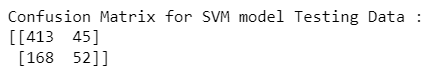 Confusion Matrix for SVM model Testing Data :
[[413  45]
 [168  52]]